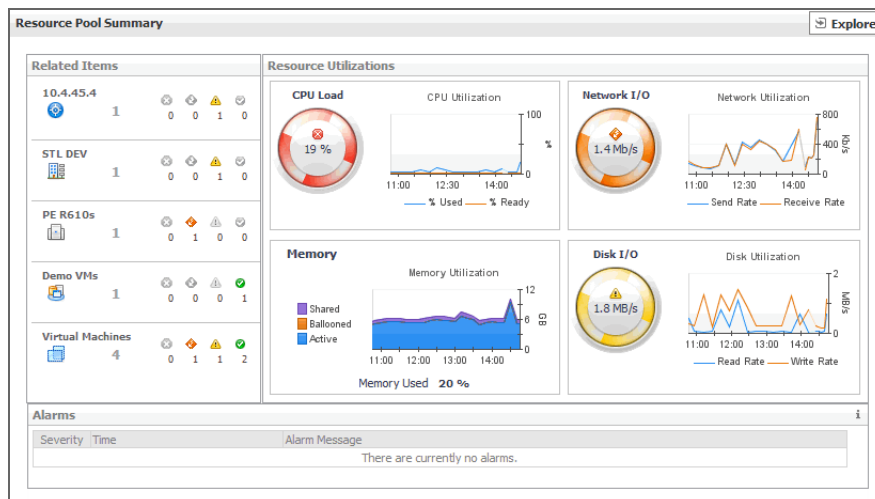 Resource Pool Summary
Explore
Related Items
10.4.45.4
1
0 0 1 0
STL DEV
1
0 0 1 0
PE R610s
1
0 1 0 0
Demo VMs
1
0 0 0 1
Virtual Machines
4
0 1 1 2
Resource Utilizations
CPU Load
19 %
CPU Utilization
100
%
11:00 12:30 14:00
% Used % Ready
Network I/O
1.4 Mb/s
Network Utilization
800
400
0
Kb/s
11:00 12:30 14:00
Send Rate Receive Rate
Memory
Memory Utilization
Shared
Ballooned
Active
12
6
0
GB
11:00 12:00 13:00 14:00
Memory Used 20 %
Disk I/O
1.8 MB/s
Disk Utilization
2
0
MB/s
11:00 12:00 13:00 14:00
Read Rate Write Rate
Alarms
i
Severity Time Alarm Message
There are currently no alarms.